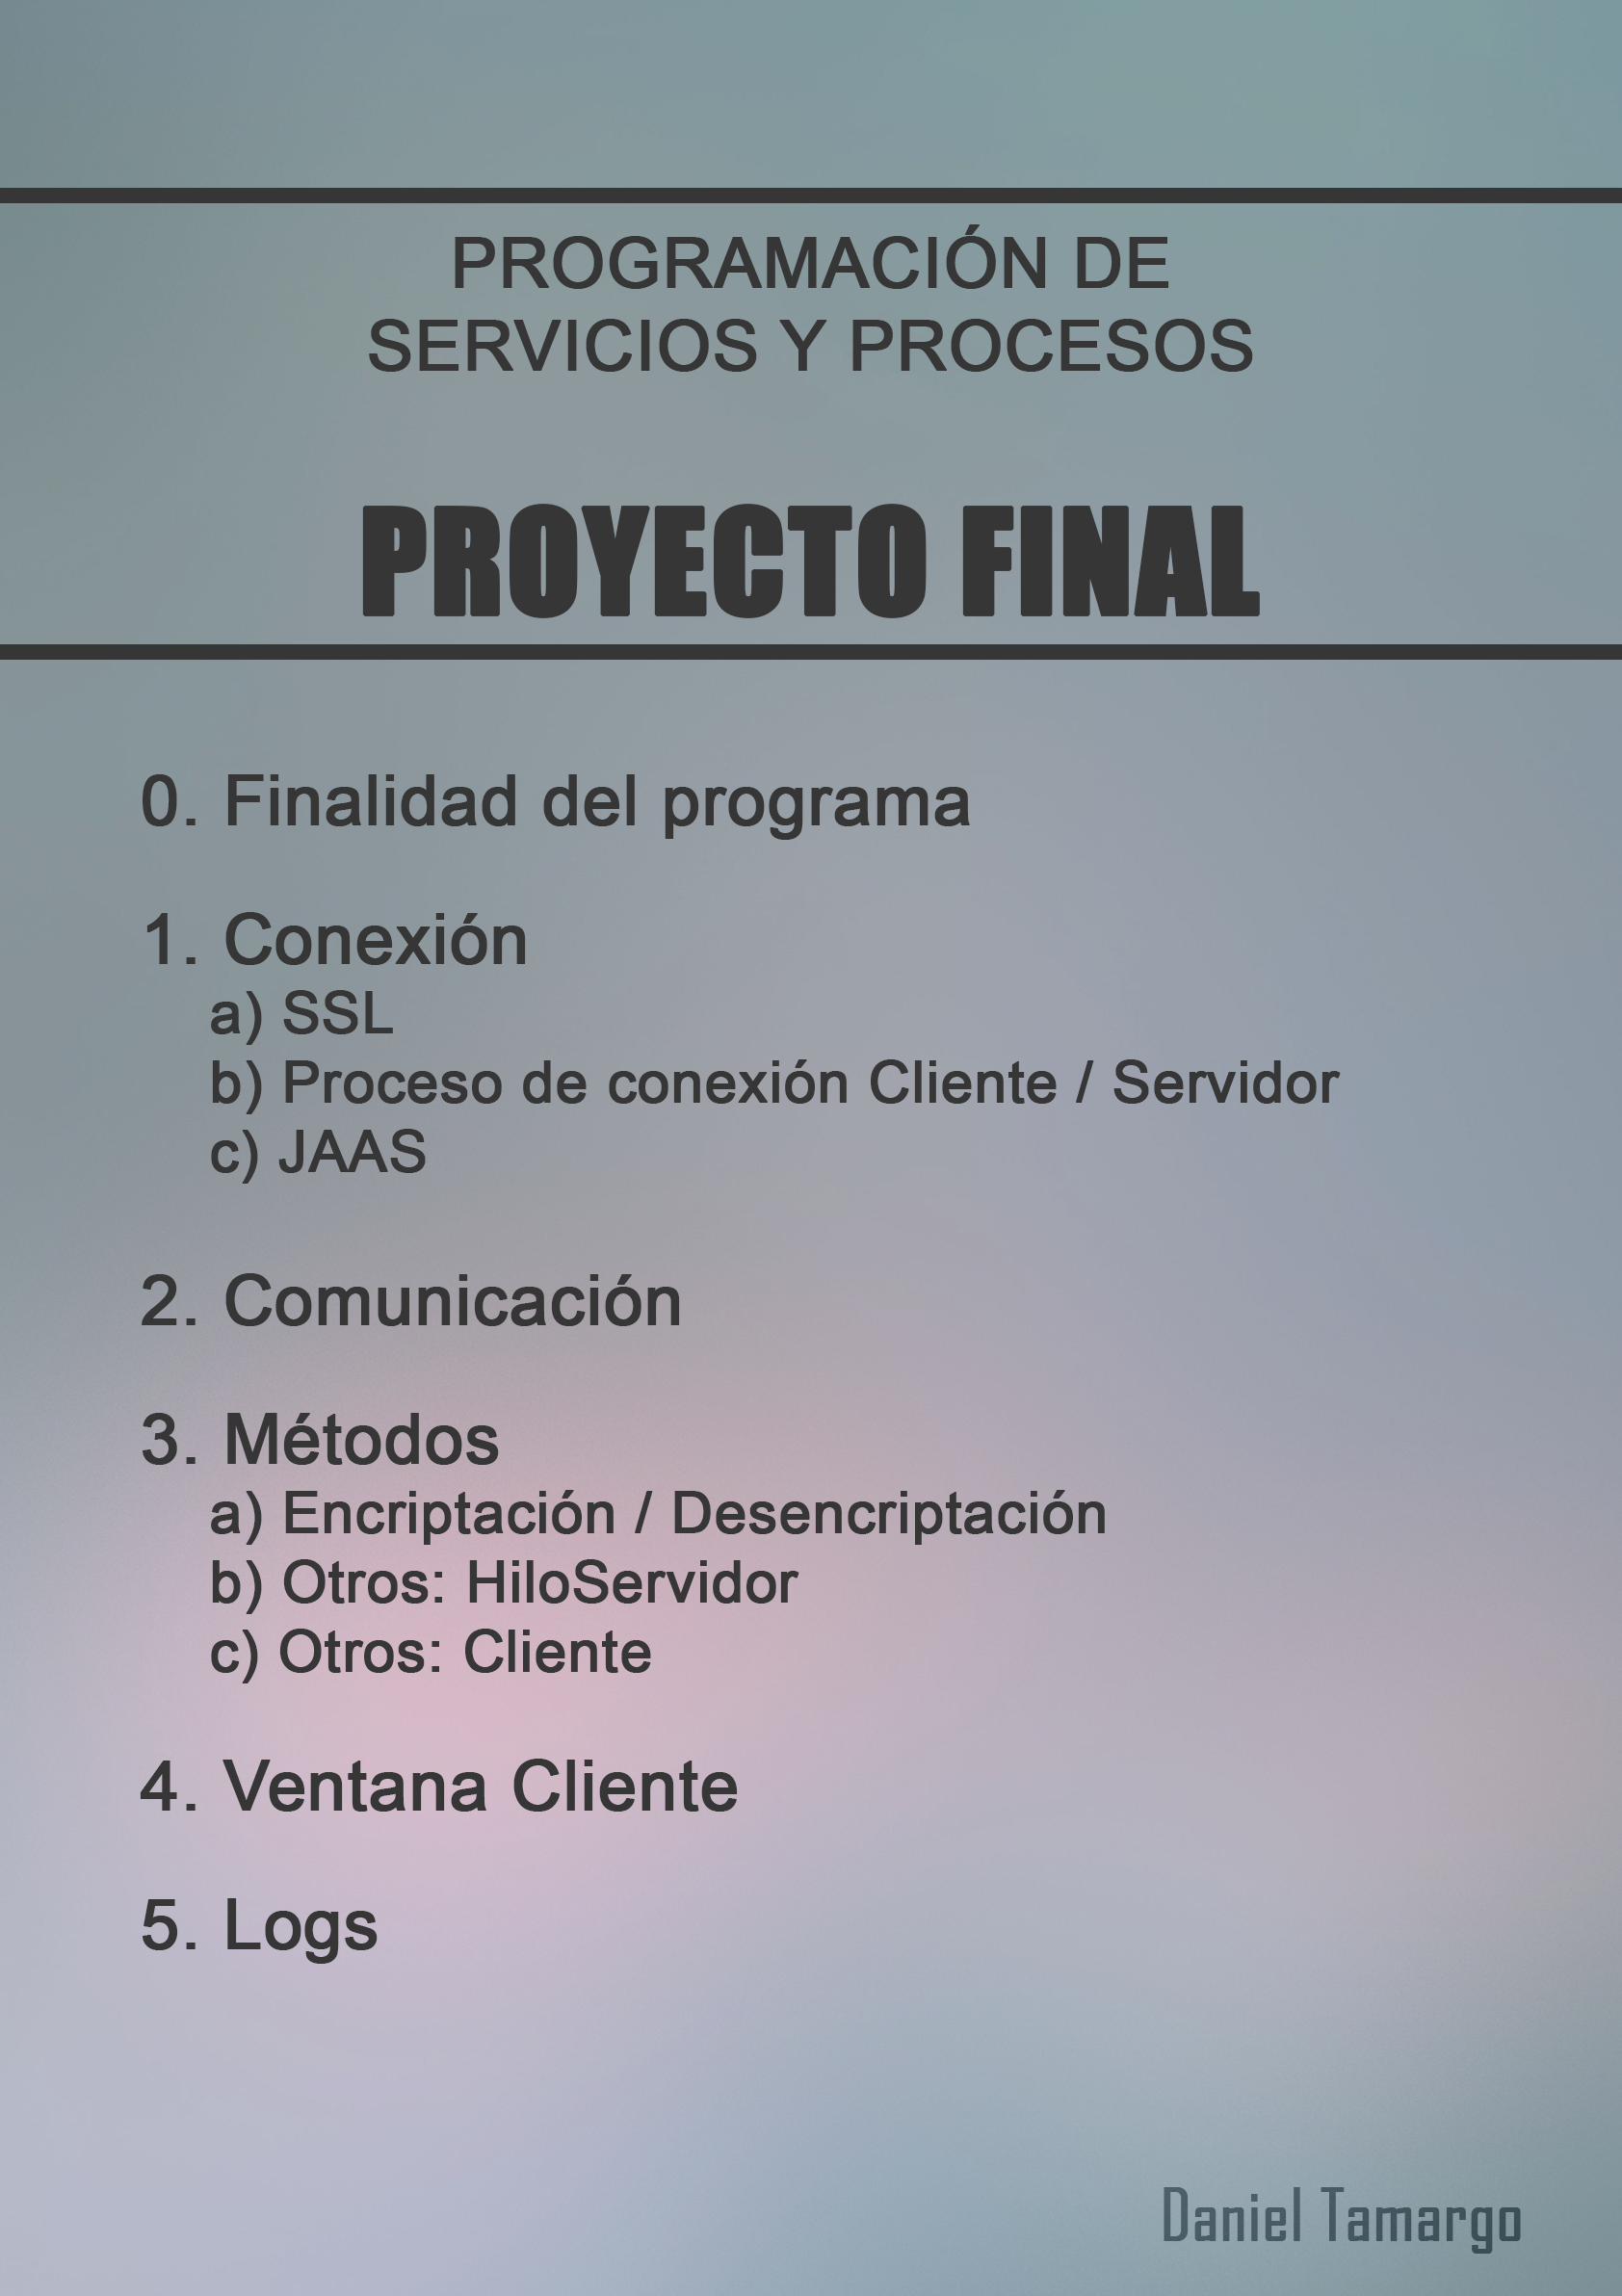 PROGRAMACIÓN DE
SERVICIOS Y PROCESOS
PROYECTO FINAL
0. Finalidad del programa
1. Conexión
a) SSL
b) Proceso de conexión Cliente / Servidor
c) JAAS
2. Comunicación
3. Métodos
a) Encriptación / Desencriptación
b) Otros: HiloServidor
c) Otros: Cliente
4. Ventana Cliente
5. Logs
Daniel Tamargo